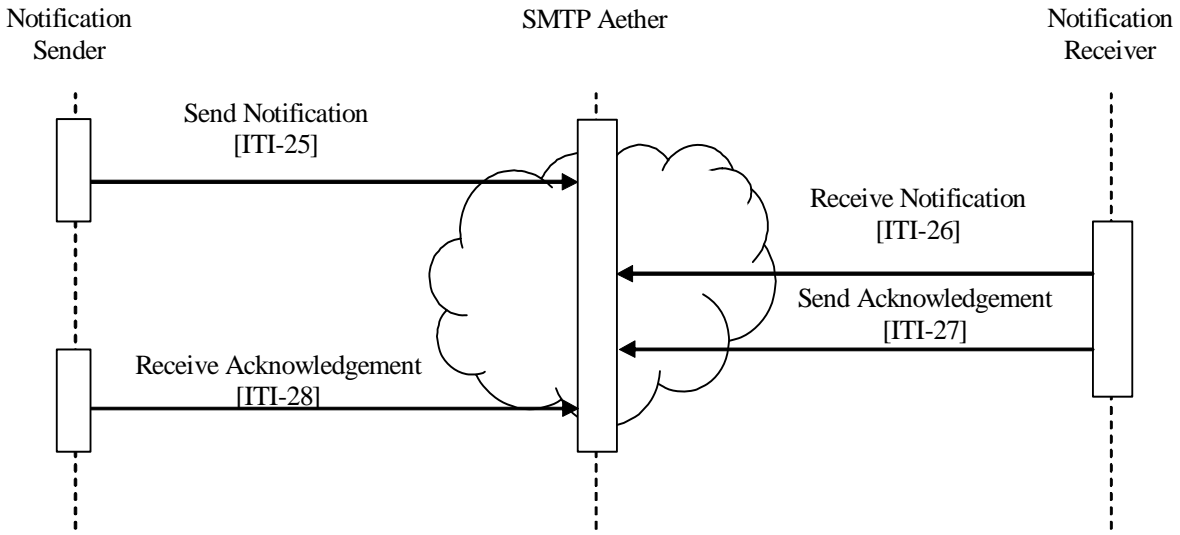 Notification
Sender
SMTP Aether
Notification
Receiver
Send Notification
[ITI-25]
Receive Notification
[ITI-26]
Send Acknowledgement
[ITI-27]
Receive Acknowledgement
[ITI-28]